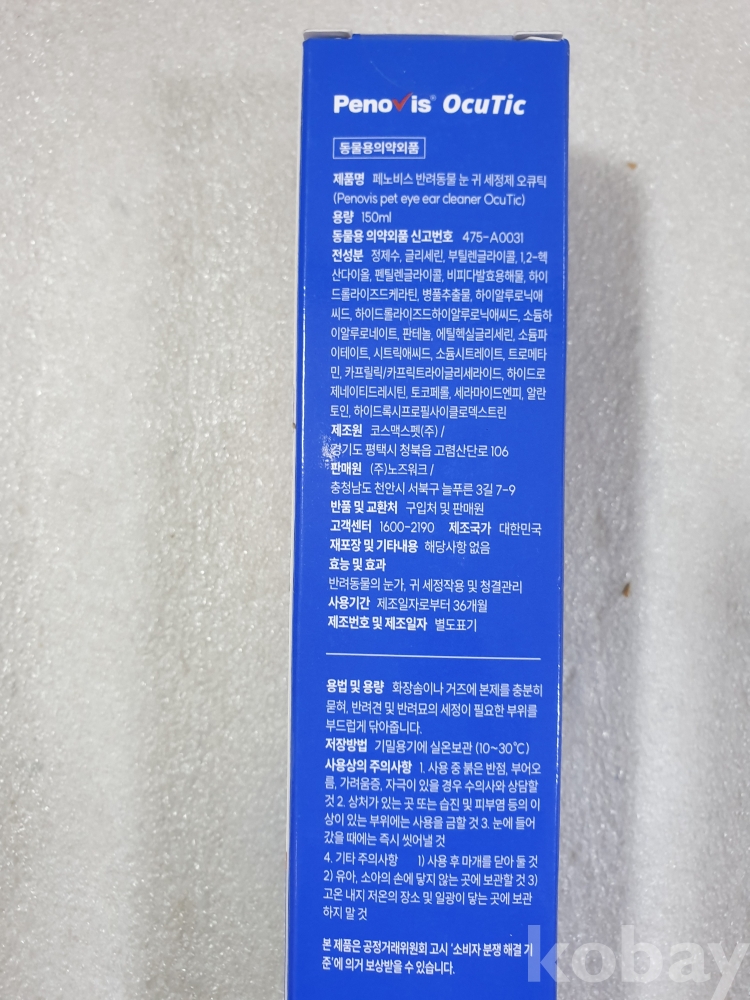 Penovis® OcuTic
동물용의약외품
제품명 페노비스 반려동물 눈 귀 세정제 오큐틱
(Penovis pet eye ear cleaner OcuTic)
용량 150ml
동물용 의약외품 신고번호 475-A0031
전성분 정제수, 글리세린, 부틸렌글라이콜, 1,2-헥
산다이올, 펜틸렌글라이콜, 비피다발효용해물, 하이
드롤라이즈드케라틴, 병풀추출물, 하이알루로닉애
씨드, 하이드롤라이즈드하이알루로닉애씨드, 소듐하
이알루로네이트, 판테놀, 에틸헥실글리세린, 소듐파
이테이트, 시트릭애씨드, 소듐시트레이트, 트로메타
민, 카프릴릭/카프릭트라이글리세라이드, 하이드로
제네이티드레시틴, 토코페롤, 세라마이드엔피, 알란
토인, 하이드록시프로필사이클로덱스트린
제조원 코스맥스펫(주) /
경기도 평택시 청북읍 고렴산단로 106
판매원 (주)노즈워크 /
충청남도 천안시 서북구 늘푸른 3길 7-9
반품 및 교환처 구입처 및 판매원
고객센터 1600-2190 제조국가 대한민국
재포장 및 기타내용 해당사항 없음
효능 및 효과
반려동물의 눈가, 귀 세정작용 및 청결관리
사용기간 제조일자로부터 36개월
제조번호 및 제조일자 별도표기
용법 및 용량 화장솜이나 거즈에 본제를 충분히
묻혀, 반려견 및 반려묘의 세정이 필요한 부위를
부드럽게 닦아줍니다.
저장방법 기밀용기에 실온보관 (10~30℃)
사용상의 주의사항 1. 사용 중 붉은 반점, 부어오
름, 가려움증, 자극이 있을 경우 수의사와 상담할
것 2. 상처가 있는 곳 또는 습진 및 피부염 등의 이
상이 있는 부위에는 사용을 금할 것 3. 눈에 들어
갔을 때에는 즉시 씻어낼 것
4. 기타 주의사항 1) 사용 후 마개를 닫아 둘 것
2) 유아, 소아의 손에 닿지 않는 곳에 보관할 것 3)
고온 내지 저온의 장소 및 일광이 닿는 곳에 보관
하지 말 것
본 제품은 공정거래위원회 고시 '소비자 분쟁 해결 기
준'에 의거 보상받을 수 있습니다.
kobay